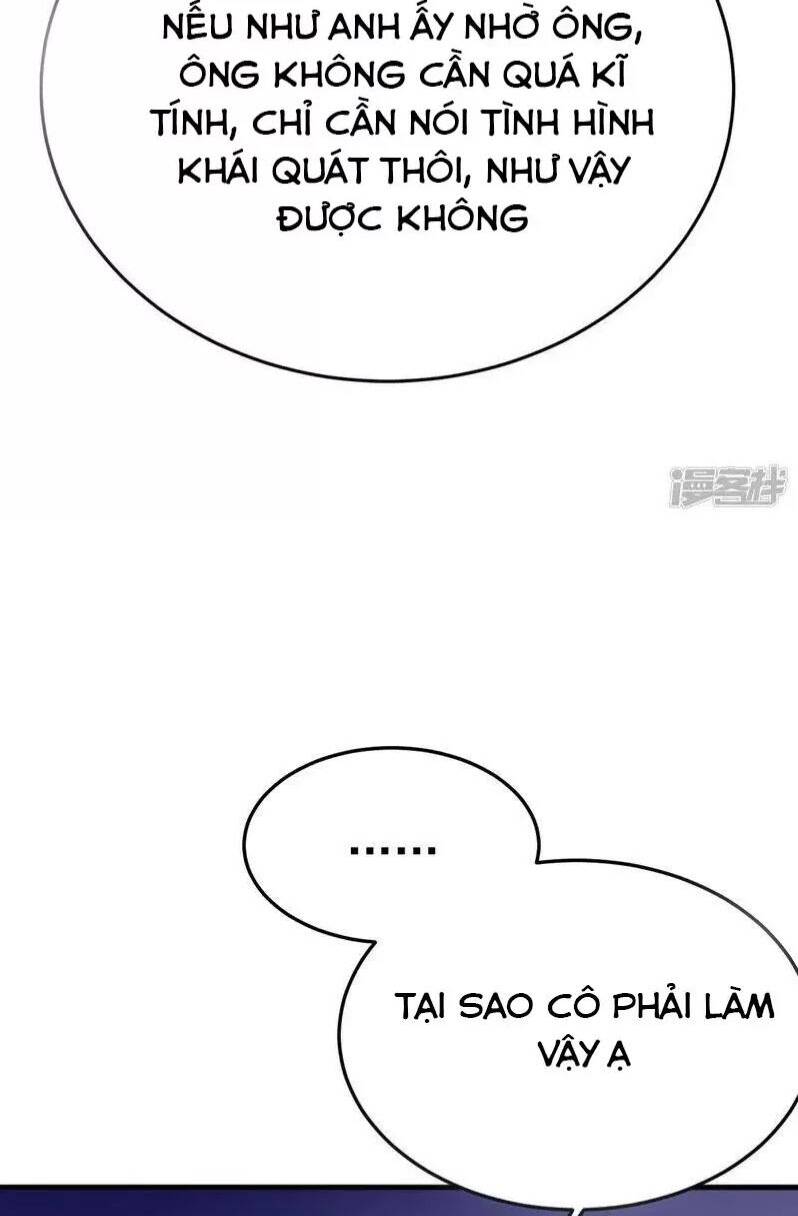 NẾU NHƯ ANH ẤY NHỜ ÔNG,
ÔNG KHÔNG CẦN QUÁ KĨ
TÍNH, CHỈ CẦN NÓI TÌNH HÌNH
KHÁI QUÁT THÔI, NHƯ VẬY
ĐƯỢC KHÔNG
漫客栈
......
TẠI SAO CÔ PHẢI LÀM
VẬY Ạ